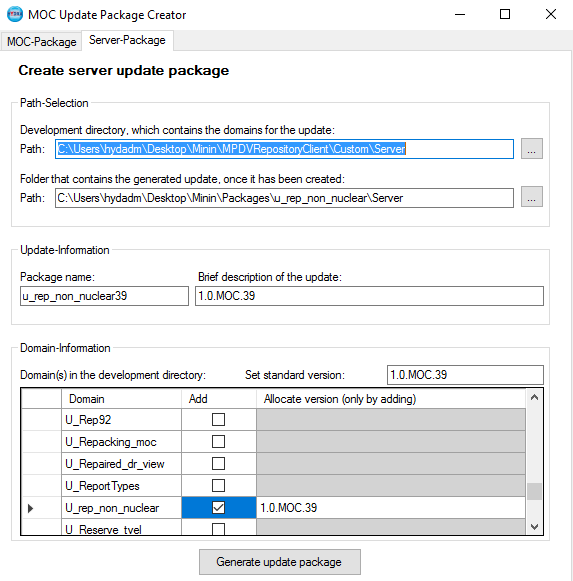 MOC Update Package Creator
MOC-Package Server-Package
Create server update package
Path-Selection
Development directory, which contains the domains for the update:
Path: C:\Users\hydadm\Desktop\Minin\MPDVRepositoryClient\Custom\Server ...
Folder that contains the generated update, once it has been created:
Path: C:\Users\hydadm\Desktop\Minin\Packages\u_rep_non_nuclear\Server ...
Update-Information
Package name: Brief description of the update:
u_rep_non_nuclear39 1.0.MOC.39
Domain-Information
Domain(s) in the development directory: Set standard version: 1.0.MOC.39
Domain Add Allocate version (only by adding)
U_Rep92
U_Repacking_moc
U_Repaired_dr_view
U_ReportTypes
U_rep_non_nuclear 1.0.MOC.39
U_Reserve_tvel
Generate update package